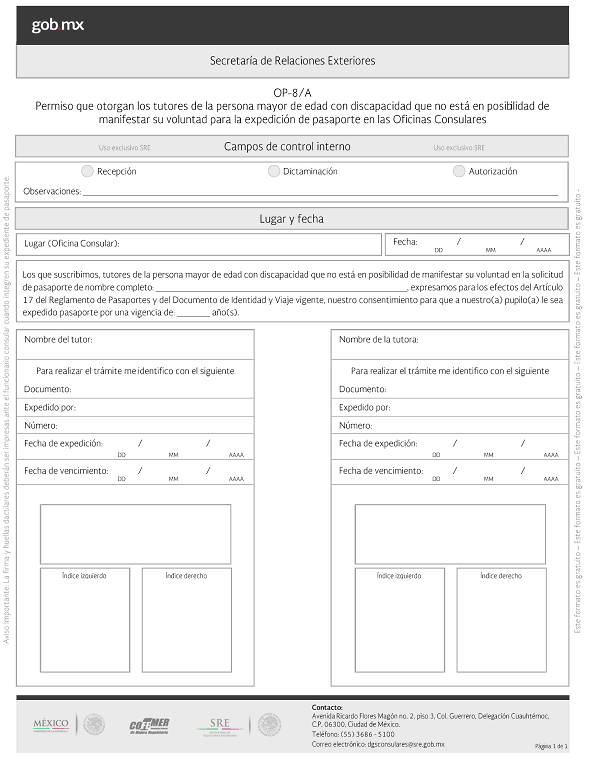 gob.mx
Secretaría de Relaciones Exteriores
OP-8/A
Permiso que otorgan los tutores de la persona mayor de edad con discapacidad que no está en posibilidad de
manifestar su voluntad para la expedición de pasaporte en las Oficinas Consulares
Uso exclusivo SRE Campos de control interno Uso exclusivo SRE
Recepción Dictaminación Autorización
Observaciones:
Lugar y fecha
Lugar (Oficina Consular): Fecha: / /
DD MM AAAA
Los que suscribimos, tutores de la persona mayor de edad con discapacidad que no está en posibilidad de manifestar su voluntad en la solicitud
de pasaporte de nombre completo: , expresamos para los efectos del Artículo
17 del Reglamento de Pasaportes y del Documento de Identidad y Viaje vigente, nuestro consentimiento para que a nuestro(a) pupilo(a) le sea
expedido pasaporte por una vigencia de: año(s).
Nombre del tutor:
Para realizar el trámite me identifico con el siguiente
Documento:
Expedido por:
Número:
Fecha de expedición: / /
DD MM AAAA
Fecha de vencimiento: / /
DD MM AAAA
Índice izquierdo Índice derecho
Nombre de la tutora:
Para realizar el trámite me identifico con el siguiente
Documento:
Expedido por:
Número:
Fecha de expedición: / /
DD MM AAAA
Fecha de vencimiento: / /
DD MM AAAA
Índice izquierdo Índice derecho
Aviso Importante: La firma y huellas dactilares deberán ser impresas ante el funcionario consular cuando integren su expediente de pasaporte.
Este formato es gratuito – Este formato es gratuito – Este formato es gratuito – Este formato es gratuito – Este formato es gratuito –
MÉXICO
COFEMER
de Mejora Regulatoria
SRE
Contacto:
Avenida Ricardo Flores Magón no. 2, piso 3, Col. Guerrero, Delegación Cuauhtémoc,
C.P. 06300, Ciudad de México.
Teléfono: (55) 3686 - 5100
Correo electrónico: dgsconsulares@sre.gob.mx
Página 1 de 1